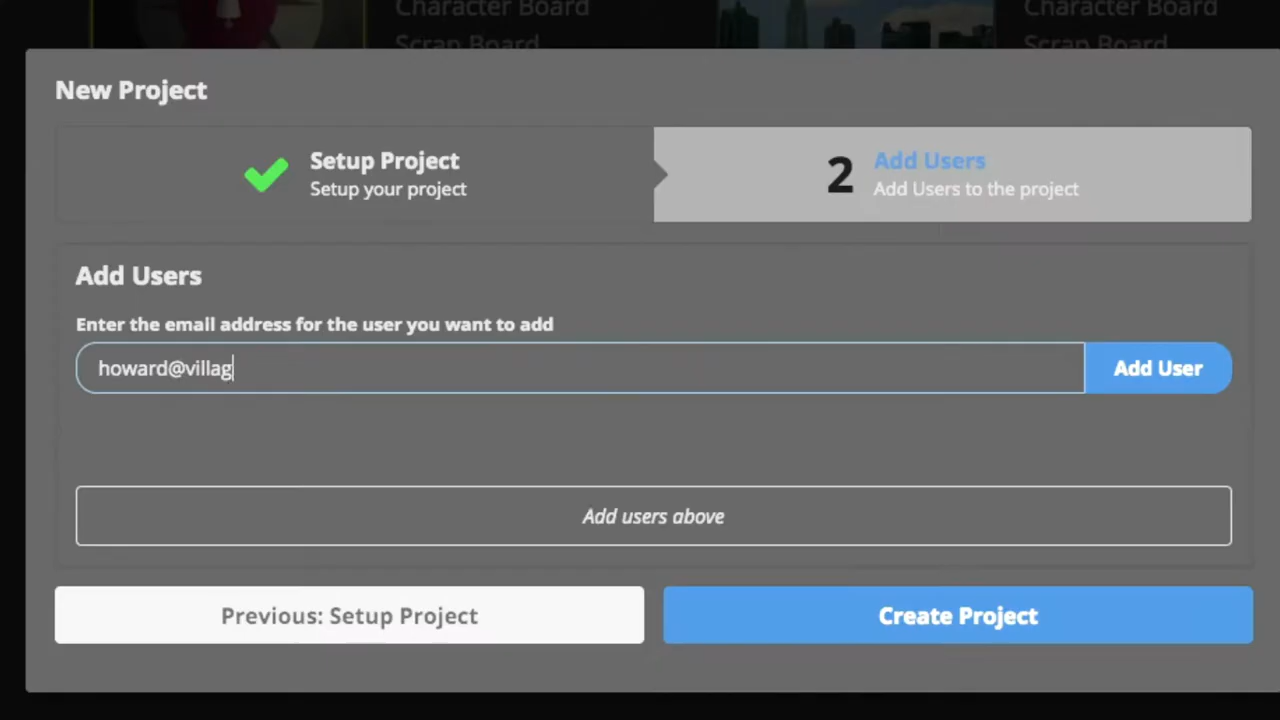 Character Board
Character Board
Scrap Board
Scrap Board
New Project
Setup Project
Setup your project
2
Add Users
Add Users to the project
Add Users
Enter the email address for the user you want to add
howard@villag
Add User
Add users above
Previous: Setup Project
Create Project